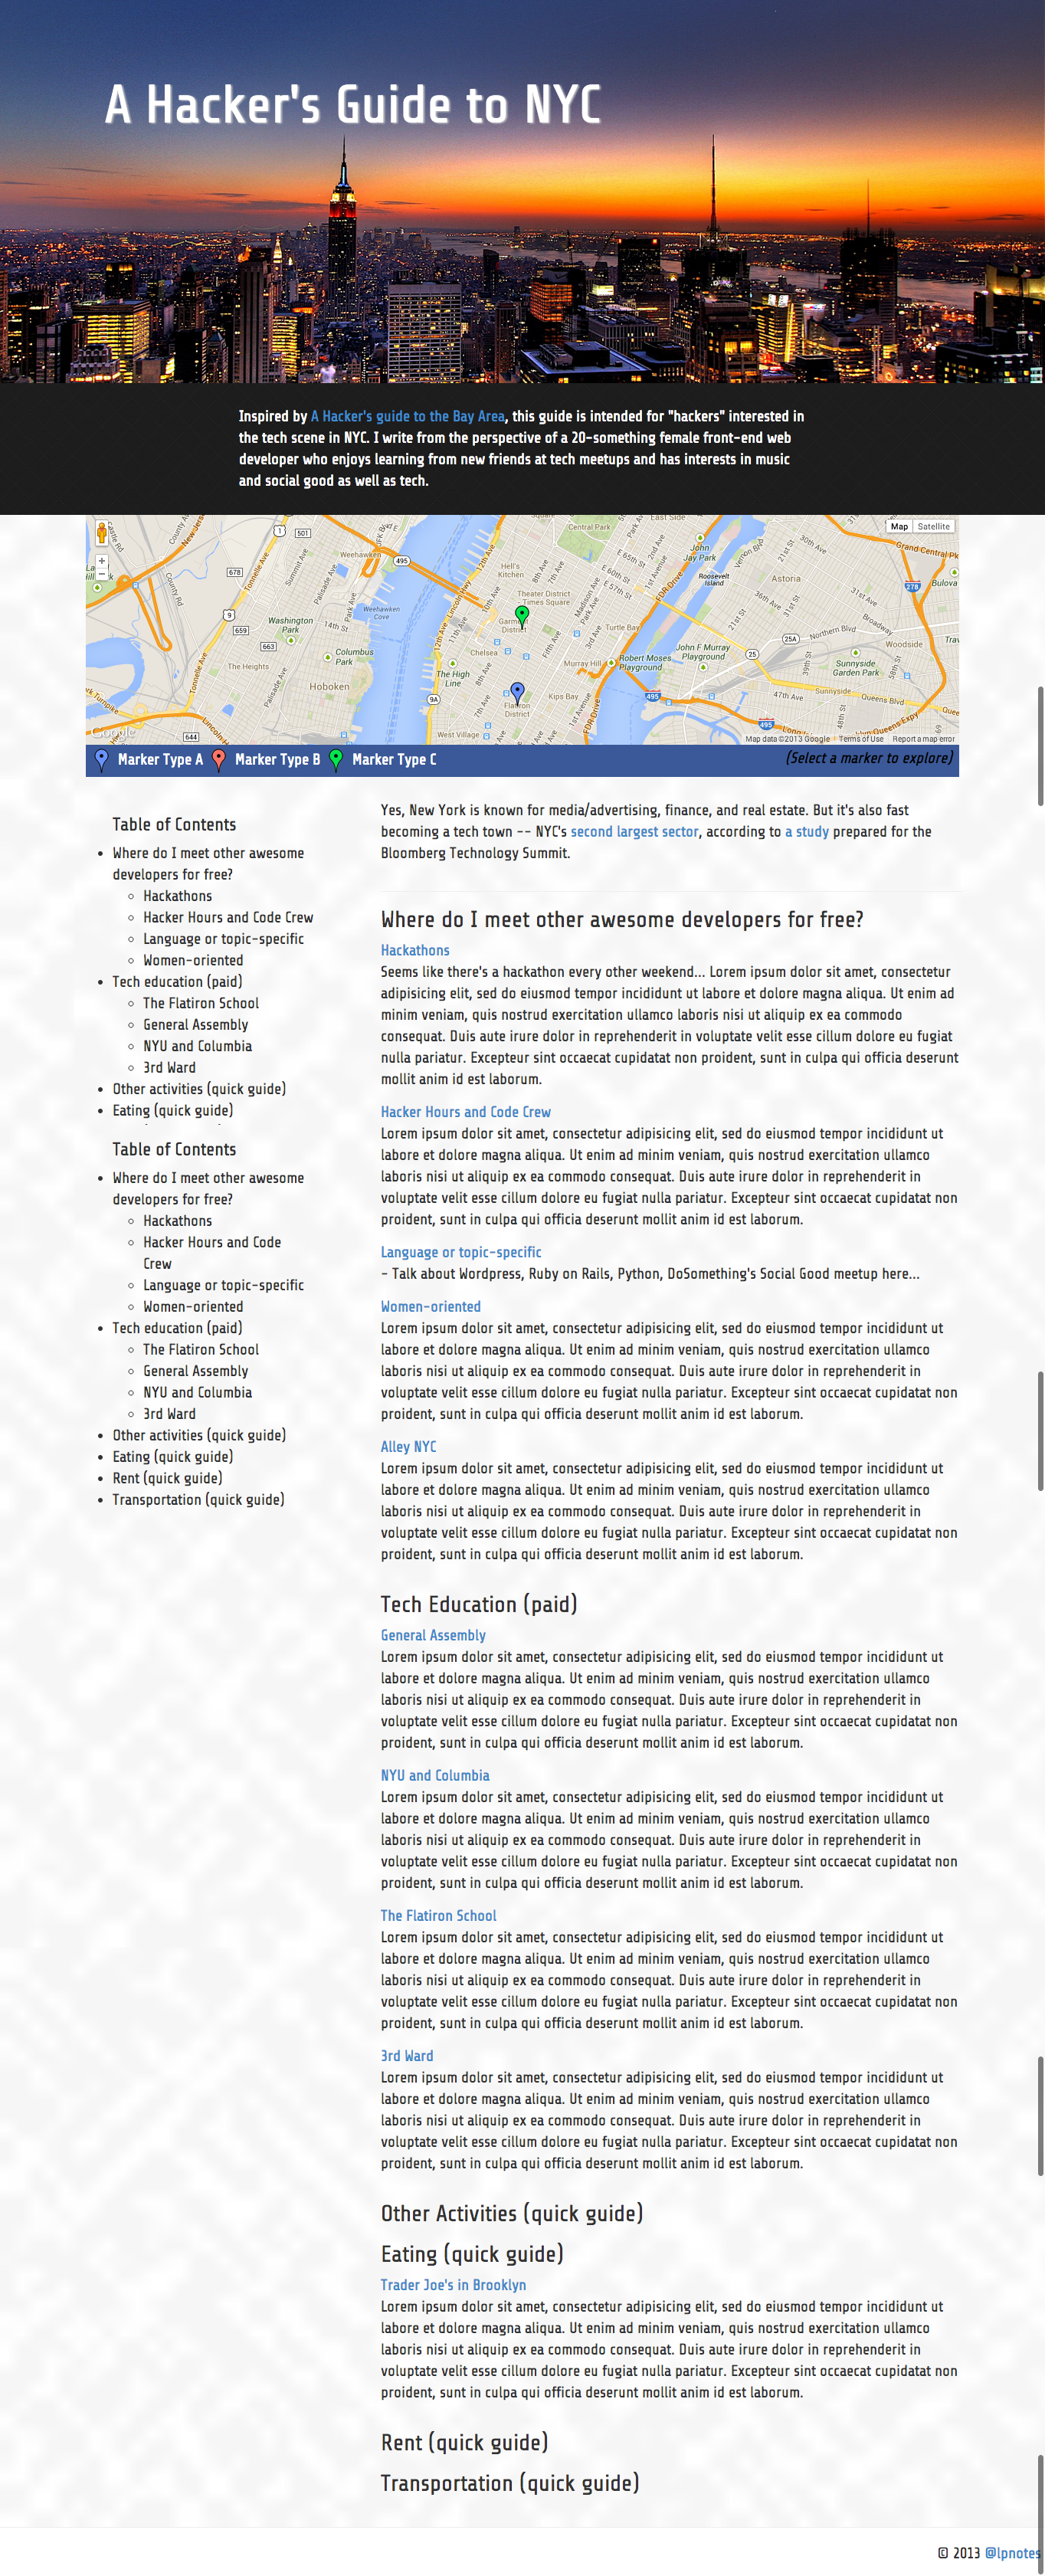 A Hacker's Guide to NYC
Inspired by A Hacker's guide to the Bay Area, this guide is intended for "hackers" interested in
the tech scene in NYC. I write from the perspective of a 20-something female front-end web
developer who enjoys learning from new friends at tech meetups and has interests in music
and social good as well as tech.
Map Satellite
Central Park
East Side
Weehawken
Hell's
Kitchen
Theater District
Times Square
John
Jay Park
Roosevelt
Island
Astoria
Grand Central Pk
Washington
Park
Weehawken
Cove
Columbus
Park
The Heights
Hoboken
Chelsea
The High
Line
Murray Hill
Turtle Bay
Robert Moses
Playground
John F Murray
Playground
Sunnyside
Garden Park
Woodside
Sunnyside
Kips Bay
Flatiron
District
West Village
Google
Map data ©2013 Google Terms of Use Report a map error
Marker Type A Marker Type B Marker Type C (Select a marker to explore)
Table of Contents
Where do I meet other awesome
developers for free?
Hackathons
Hacker Hours and Code Crew
Language or topic-specific
Women-oriented
Tech education (paid)
The Flatiron School
General Assembly
NYU and Columbia
3rd Ward
Other activities (quick guide)
Eating (quick guide)
Table of Contents
Where do I meet other awesome
developers for free?
Hackathons
Hacker Hours and Code
Crew
Language or topic-specific
Women-oriented
Tech education (paid)
The Flatiron School
General Assembly
NYU and Columbia
3rd Ward
Other activities (quick guide)
Eating (quick guide)
Rent (quick guide)
Transportation (quick guide)
Yes, New York is known for media/advertising, finance, and real estate. But it's also fast
becoming a tech town -- NYC's second largest sector, according to a study prepared for the
Bloomberg Technology Summit.
Where do I meet other awesome developers for free?
Hackathons
Seems like there's a hackathon every other weekend... Lorem ipsum dolor sit amet, consectetur
adipisicing elit, sed do eiusmod tempor incididunt ut labore et dolore magna aliqua. Ut enim ad
minim veniam, quis nostrud exercitation ullamco laboris nisi ut aliquip ex ea commodo
consequat. Duis aute irure dolor in reprehenderit in voluptate velit esse cillum dolore eu fugiat
nulla pariatur. Excepteur sint occaecat cupidatat non proident, sunt in culpa qui officia deserunt
mollit anim id est laborum.
Hacker Hours and Code Crew
Lorem ipsum dolor sit amet, consectetur adipisicing elit, sed do eiusmod tempor incididunt ut
labore et dolore magna aliqua. Ut enim ad minim veniam, quis nostrud exercitation ullamco
laboris nisi ut aliquip ex ea commodo consequat. Duis aute irure dolor in reprehenderit in
voluptate velit esse cillum dolore eu fugiat nulla pariatur. Excepteur sint occaecat cupidatat non
proident, sunt in culpa qui officia deserunt mollit anim id est laborum.
Language or topic-specific
- Talk about Wordpress, Ruby on Rails, Python, DoSomething's Social Good meetup here...
Women-oriented
Lorem ipsum dolor sit amet, consectetur adipisicing elit, sed do eiusmod tempor incididunt ut
labore et dolore magna aliqua. Ut enim ad minim veniam, quis nostrud exercitation ullamco
laboris nisi ut aliquip ex ea commodo consequat. Duis aute irure dolor in reprehenderit in
voluptate velit esse cillum dolore eu fugiat nulla pariatur. Excepteur sint occaecat cupidatat non
proident, sunt in culpa qui officia deserunt mollit anim id est laborum.
Alley NYC
Lorem ipsum dolor sit amet, consectetur adipisicing elit, sed do eiusmod tempor incididunt ut
labore et dolore magna aliqua. Ut enim ad minim veniam, quis nostrud exercitation ullamco
laboris nisi ut aliquip ex ea commodo consequat. Duis aute irure dolor in reprehenderit in
voluptate velit esse cillum dolore eu fugiat nulla pariatur. Excepteur sint occaecat cupidatat non
proident, sunt in culpa qui officia deserunt mollit anim id est laborum.
Tech Education (paid)
General Assembly
Lorem ipsum dolor sit amet, consectetur adipisicing elit, sed do eiusmod tempor incididunt ut
labore et dolore magna aliqua. Ut enim ad minim veniam, quis nostrud exercitation ullamco
laboris nisi ut aliquip ex ea commodo consequat. Duis aute irure dolor in reprehenderit in
voluptate velit esse cillum dolore eu fugiat nulla pariatur. Excepteur sint occaecat cupidatat non
proident, sunt in culpa qui officia deserunt mollit anim id est laborum.
NYU and Columbia
Lorem ipsum dolor sit amet, consectetur adipisicing elit, sed do eiusmod tempor incididunt ut
labore et dolore magna aliqua. Ut enim ad minim veniam, quis nostrud exercitation ullamco
laboris nisi ut aliquip ex ea commodo consequat. Duis aute irure dolor in reprehenderit in
voluptate velit esse cillum dolore eu fugiat nulla pariatur. Excepteur sint occaecat cupidatat non
proident, sunt in culpa qui officia deserunt mollit anim id est laborum.
The Flatiron School
Lorem ipsum dolor sit amet, consectetur adipisicing elit, sed do eiusmod tempor incididunt ut
labore et dolore magna aliqua. Ut enim ad minim veniam, quis nostrud exercitation ullamco
laboris nisi ut aliquip ex ea commodo consequat. Duis aute irure dolor in reprehenderit in
voluptate velit esse cillum dolore eu fugiat nulla pariatur. Excepteur sint occaecat cupidatat non
proident, sunt in culpa qui officia deserunt mollit anim id est laborum.
3rd Ward
Lorem ipsum dolor sit amet, consectetur adipisicing elit, sed do eiusmod tempor incididunt ut
labore et dolore magna aliqua. Ut enim ad minim veniam, quis nostrud exercitation ullamco
laboris nisi ut aliquip ex ea commodo consequat. Duis aute irure dolor in reprehenderit in
voluptate velit esse cillum dolore eu fugiat nulla pariatur. Excepteur sint occaecat cupidatat non
proident, sunt in culpa qui officia deserunt mollit anim id est laborum.
Other Activities (quick guide)
Eating (quick guide)
Trader Joe's in Brooklyn
Lorem ipsum dolor sit amet, consectetur adipisicing elit, sed do eiusmod tempor incididunt ut
labore et dolore magna aliqua. Ut enim ad minim veniam, quis nostrud exercitation ullamco
laboris nisi ut aliquip ex ea commodo consequat. Duis aute irure dolor in reprehenderit in
voluptate velit esse cillum dolore eu fugiat nulla pariatur. Excepteur sint occaecat cupidatat non
proident, sunt in culpa qui officia deserunt mollit anim id est laborum.
Rent (quick guide)
Transportation (quick guide)
© 2013 @lpnotes